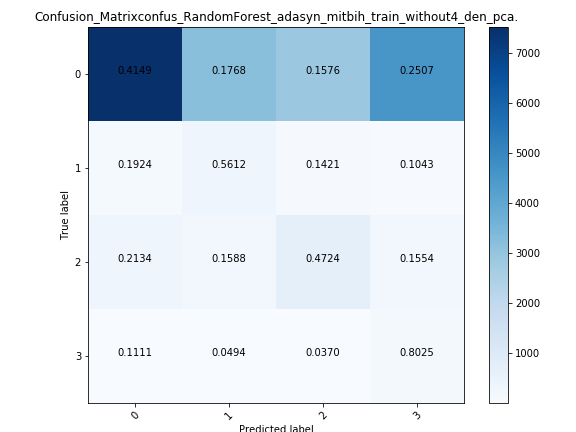 Confusion_Matrixconfus_RandomForest_adasyn_mitbih_train_without4_den_pca.
0 0.4149 0.1768 0.1576 0.2507
1 0.1924 0.5612 0.1421 0.1043
2 0.2134 0.1588 0.4724 0.1554
3 0.1111 0.0494 0.0370 0.8025
0 1 2 3
True label
Predicted label
7000
6000
5000
4000
3000
2000
1000